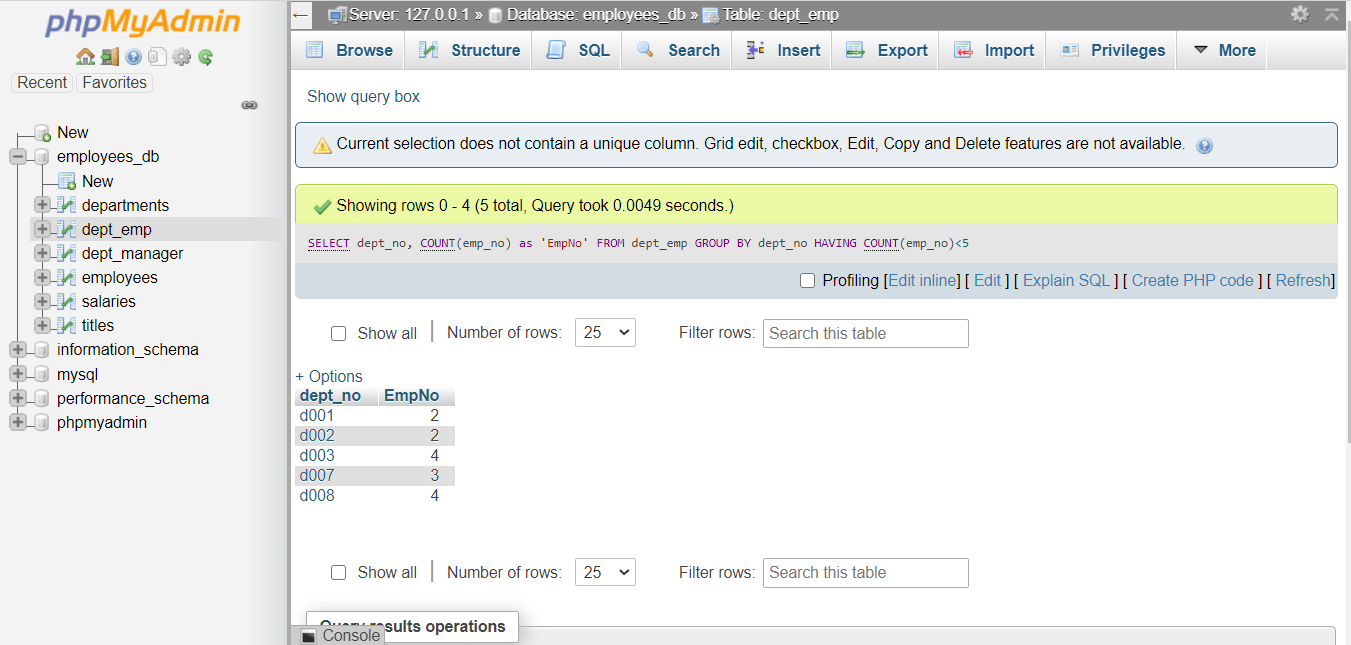 phpMyAdmin
Recent Favorites
New
employees_db
New
departments
dept_emp
dept_manager
employees
salaries
titles
information_schema
mysql
performance_schema
phpmyadmin
Server: 127.0.0.1 » Database: employees_db » Table: dept_emp
Browse Structure SQL Search Insert Export Import Privileges More
Show query box
Current selection does not contain a unique column. Grid edit, checkbox, Edit, Copy and Delete features are not available.
Showing rows 0 - 4 (5 total, Query took 0.0049 seconds.)
SELECT dept_no, COUNT(emp_no) as 'EmpNo' FROM dept_emp GROUP BY dept_no HAVING COUNT(emp_no)<5
Profiling [Edit inline] [ Edit ] [ Explain SQL ] [ Create PHP code ] [ Refresh]
Show all | Number of rows: 25 Filter rows: Search this table
+ Options
dept_no EmpNo
d001 2
d002 2
d003 4
d007 3
d008 4
Show all | Number of rows: 25 Filter rows: Search this table
Query results operations
Console